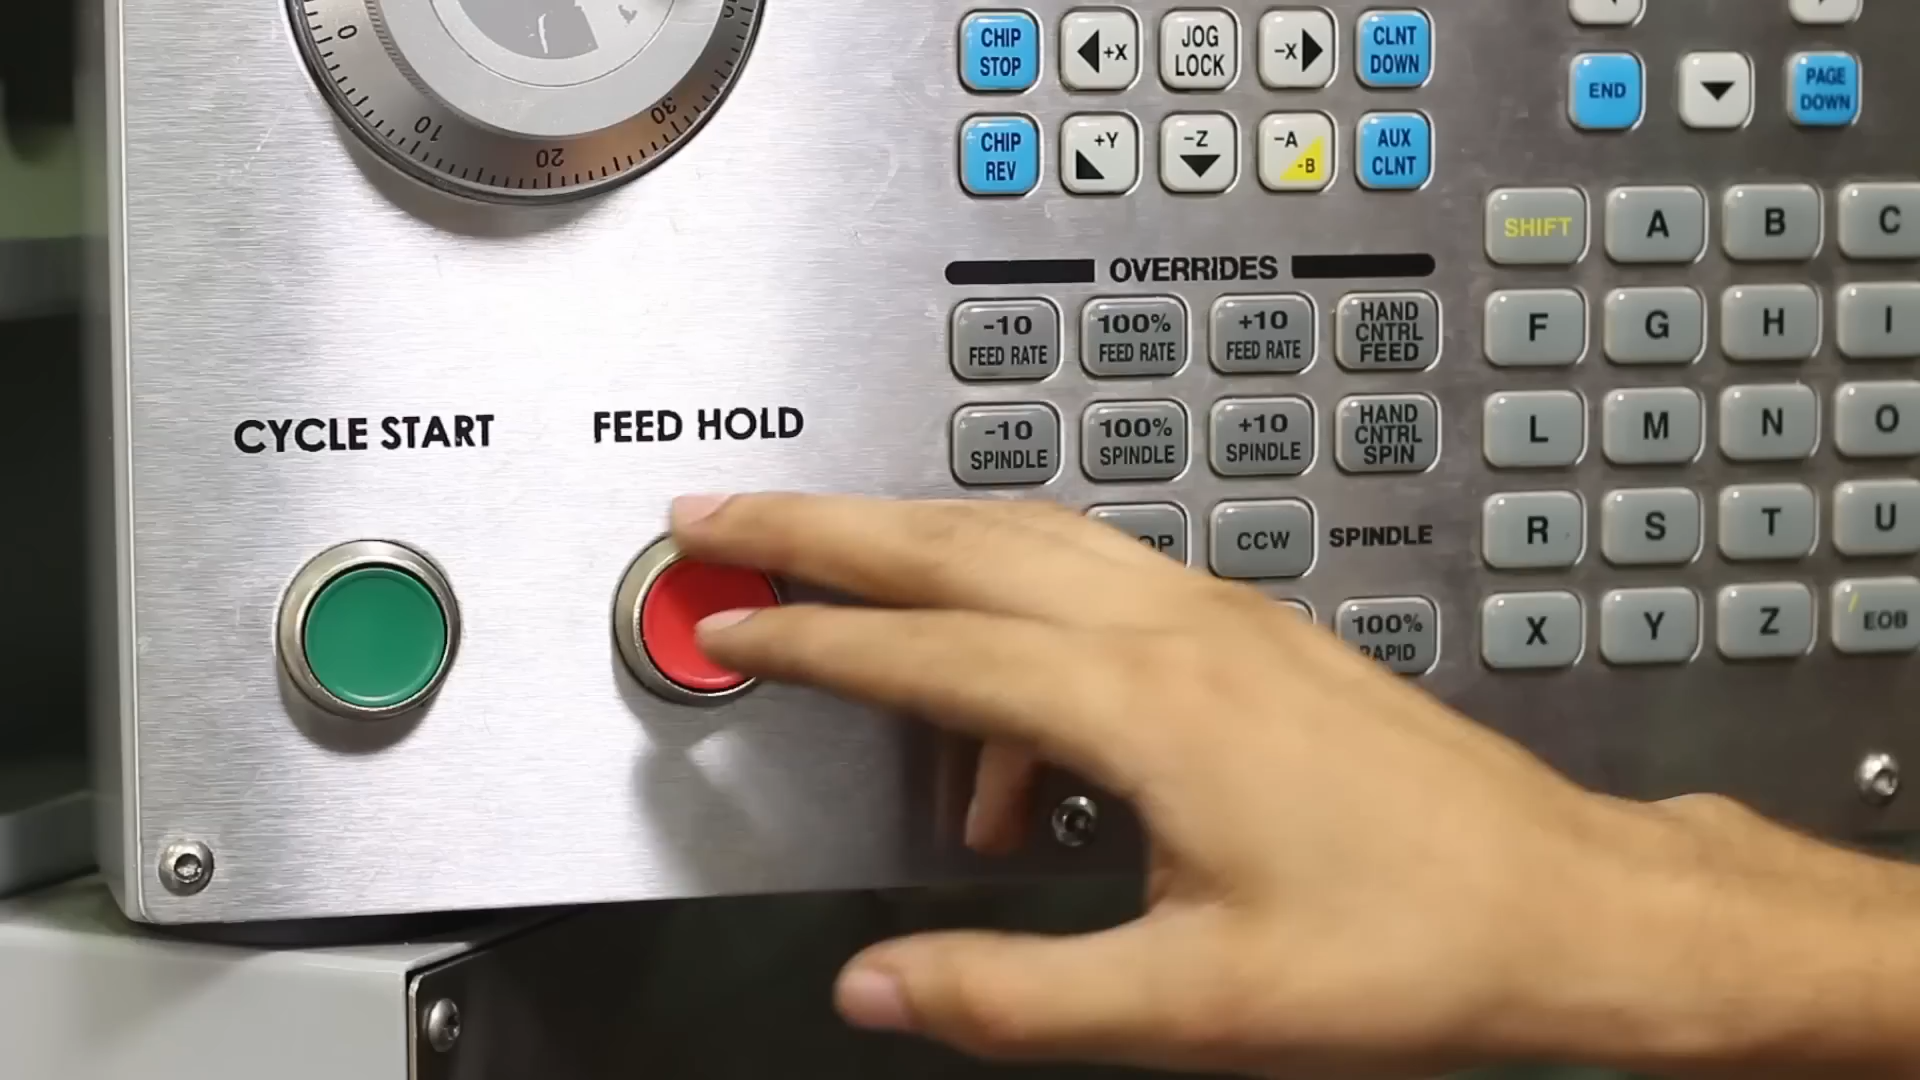 0
10
20
30
CHIP
STOP
+X
JOG
LOCK
-X
CLNT
DOWN
CHIP
REV
+Y
-Z
-A
-B
AUX
CLNT
END
PAGE
DOWN
OVERRIDES
-10
FEED RATE
100%
FEED RATE
+10
FEED RATE
HAND
CNTRL
FEED
-10
SPINDLE
100%
SPINDLE
+10
SPINDLE
HAND
CNTRL
SPIN
CCW
SPINDLE
100%
RAPID
SHIFT
A
B
C
F
G
H
I
L
M
N
O
R
S
T
U
X
Y
Z
/
EOB
CYCLE START
FEED HOLD